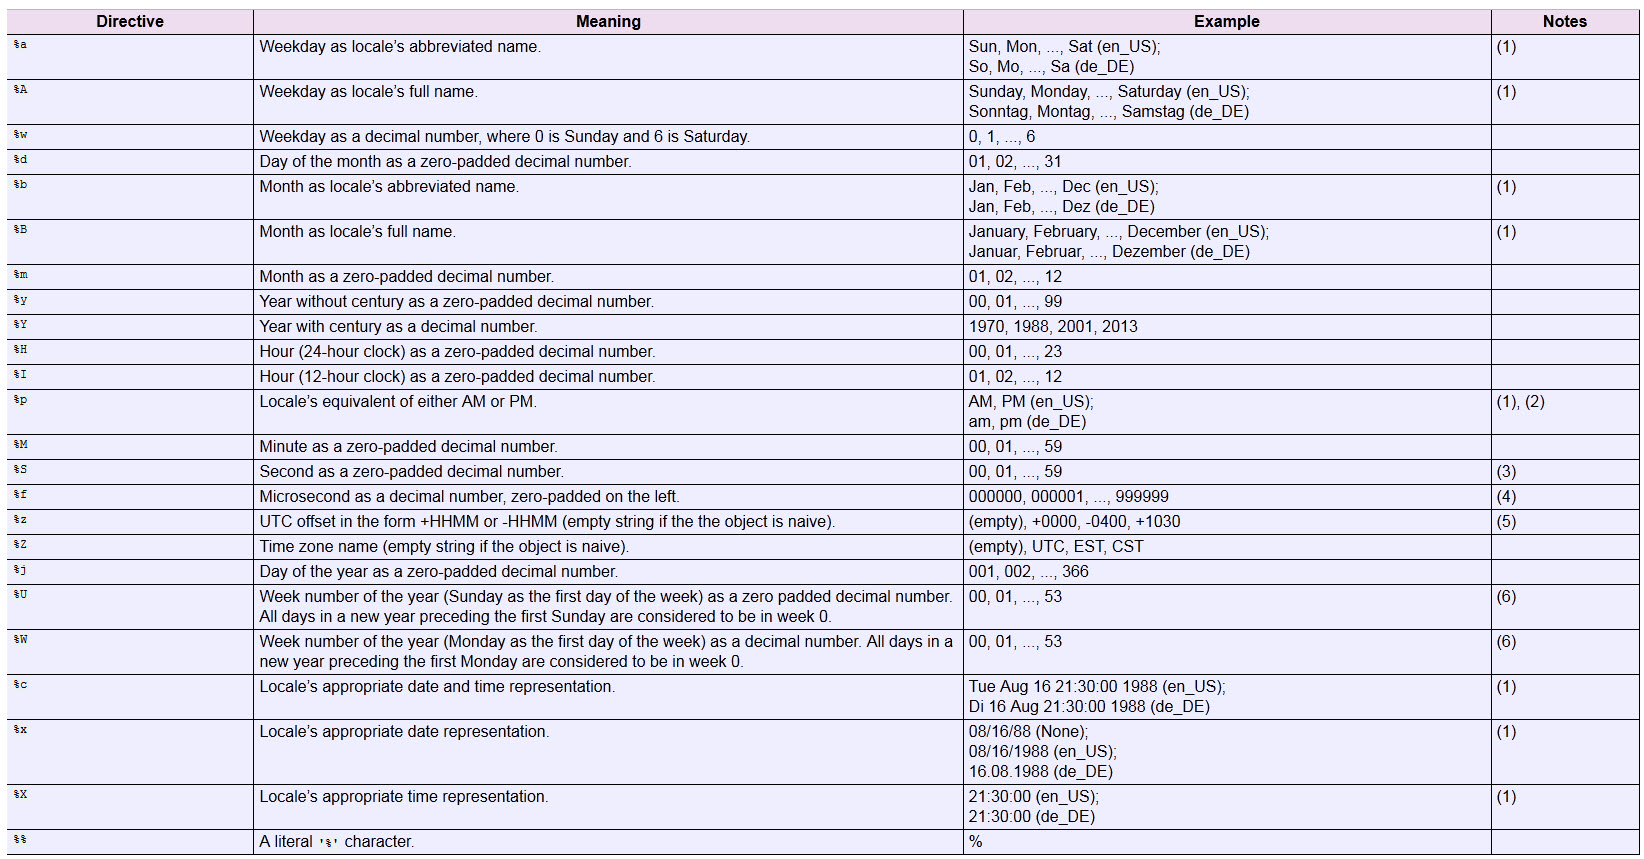 Directive Meaning Example Notes
%a Weekday as locale’s abbreviated name. Sun, Mon, ..., Sat (en_US); (1)
So, Mo, ..., Sa (de_DE)
%A Weekday as locale’s full name. Sunday, Monday, ..., Saturday (en_US); (1)
Sonntag, Montag, ..., Samstag (de_DE)
%w Weekday as a decimal number, where 0 is Sunday and 6 is Saturday. 0, 1, ..., 6
%d Day of the month as a zero-padded decimal number. 01, 02, ..., 31
%b Month as locale’s abbreviated name. Jan, Feb, ..., Dec (en_US); (1)
Jan, Feb, ..., Dez (de_DE)
%B Month as locale’s full name. January, February, ..., December (en_US); (1)
Januar, Februar, ..., Dezember (de_DE)
%m Month as a zero-padded decimal number. 01, 02, ..., 12
%y Year without century as a zero-padded decimal number. 00, 01, ..., 99
%Y Year with century as a decimal number. 1970, 1988, 2001, 2013
%H Hour (24-hour clock) as a zero-padded decimal number. 00, 01, ..., 23
%I Hour (12-hour clock) as a zero-padded decimal number. 01, 02, ..., 12
%p Locale’s equivalent of either AM or PM. AM, PM (en_US); (1), (2)
am, pm (de_DE)
%M Minute as a zero-padded decimal number. 00, 01, ..., 59
%S Second as a zero-padded decimal number. 00, 01, ..., 59 (3)
%f Microsecond as a decimal number, zero-padded on the left. 000000, 000001, ..., 999999 (4)
%z UTC offset in the form +HHMM or -HHMM (empty string if the the object is naive). (empty), +0000, -0400, +1030 (5)
%Z Time zone name (empty string if the object is naive). (empty), UTC, EST, CST
%j Day of the year as a zero-padded decimal number. 001, 002, ..., 366
%U Week number of the year (Sunday as the first day of the week) as a zero padded decimal number. 00, 01, ..., 53 (6)
All days in a new year preceding the first Sunday are considered to be in week 0.
%W Week number of the year (Monday as the first day of the week) as a decimal number. All days in a 00, 01, ..., 53 (6)
new year preceding the first Monday are considered to be in week 0.
%c Locale’s appropriate date and time representation. Tue Aug 16 21:30:00 1988 (en_US); (1)
Di 16 Aug 21:30:00 1988 (de_DE)
%x Locale’s appropriate date representation. 08/16/88 (None); (1)
08/16/1988 (en_US);
16.08.1988 (de_DE)
%X Locale’s appropriate time representation. 21:30:00 (en_US); (1)
21:30:00 (de_DE)
%% A literal '%' character. %